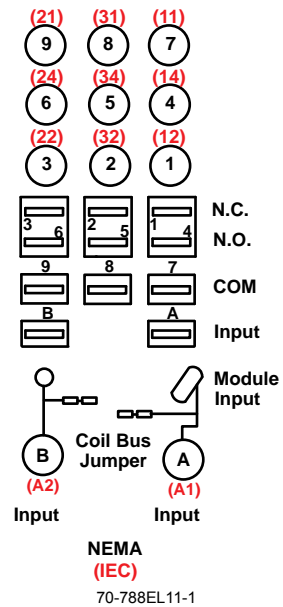 (21) (31) (11)
9 8 7
(24) (34) (14)
6 5 4
(22) (32) (12)
3 2 1
N.C.
3 6 2 5 1 4
N.O.
9 8 7
COM
B A
Input
Module
Input
Coil Bus
Jumper
B A
(A2) (A1)
Input Input
NEMA
(IEC)
70-788EL11-1